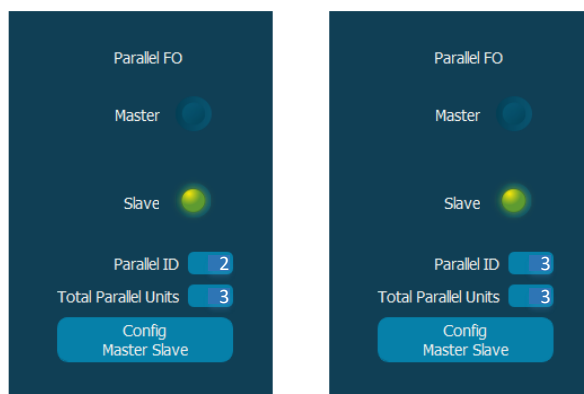 Parallel FO
Master
Slave
Parallel ID 2
Total Parallel Units 3
Config
Master Slave
Parallel FO
Master
Slave
Parallel ID 3
Total Parallel Units 3
Config
Master Slave